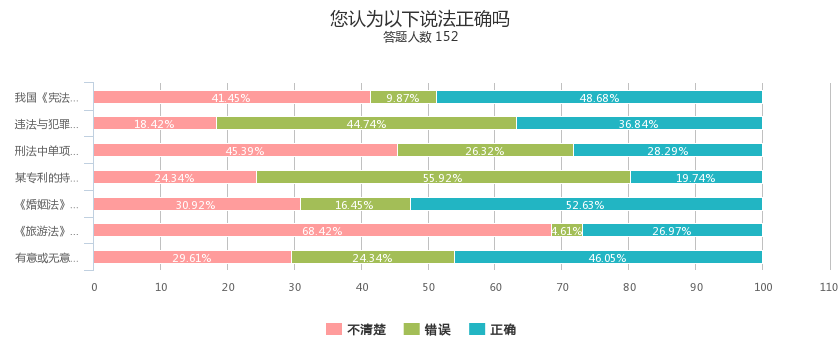 您认为以下说法正确吗
答题人数 152
我国《宪法... 41.45% 9.87% 48.68%
违法与犯罪... 18.42% 44.74% 36.84%
刑法中单项... 45.39% 26.32% 28.29%
某专利的持... 24.34% 55.92% 19.74%
《婚姻法》... 30.92% 16.45% 52.63%
《旅游法》... 68.42% 4.61% 26.97%
有意或无意... 29.61% 24.34% 46.05%
0 10 20 30 40 50 60 70 80 90 100 110
不清楚 错误 正确